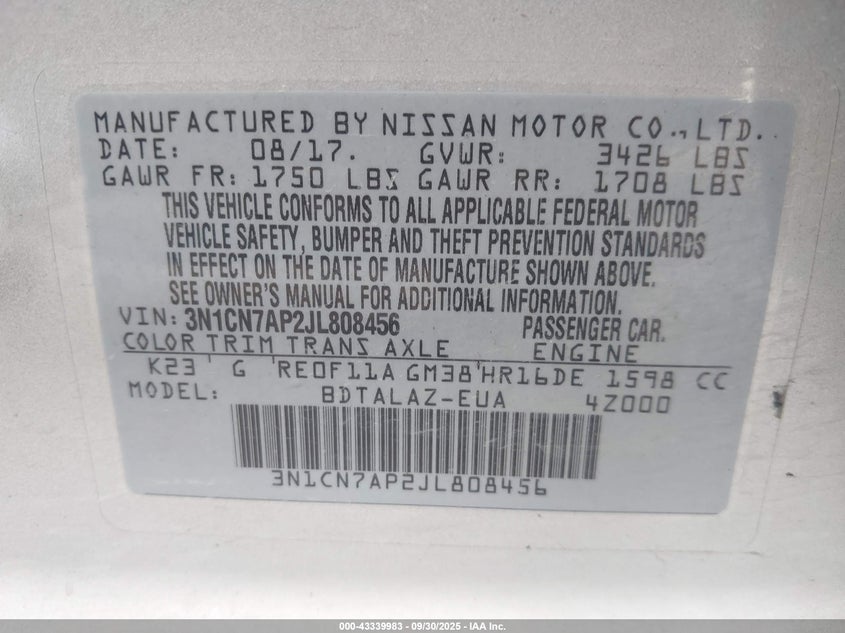 MANUFACTURED BY NISSAN MOTOR CO., LTD.
DATE: 08/17. GVWR: 3426 LBS
GAWR FR: 1750 LBS GAWR RR: 1708 LBS
THIS VEHICLE CONFORMS TO ALL APPLICABLE FEDERAL MOTOR
VEHICLE SAFETY, BUMPER AND THEFT PREVENTION STANDARDS
IN EFFECT ON THE DATE OF MANUFACTURE SHOWN ABOVE.
SEE OWNER'S MANUAL FOR ADDITIONAL INFORMATION.
VIN: 3N1CN7AP2JL808456 PASSENGER CAR.
COLOR TRIM TRANS AXLE ENGINE
K23 ' G 'RE0F11A GM38'HR16DE 1598 CC
MODEL: BDTALAZ-EUA 4Z000
3N1CN7AP2JL808456
000-43339983 - 09/30/2025 - IAA Inc.